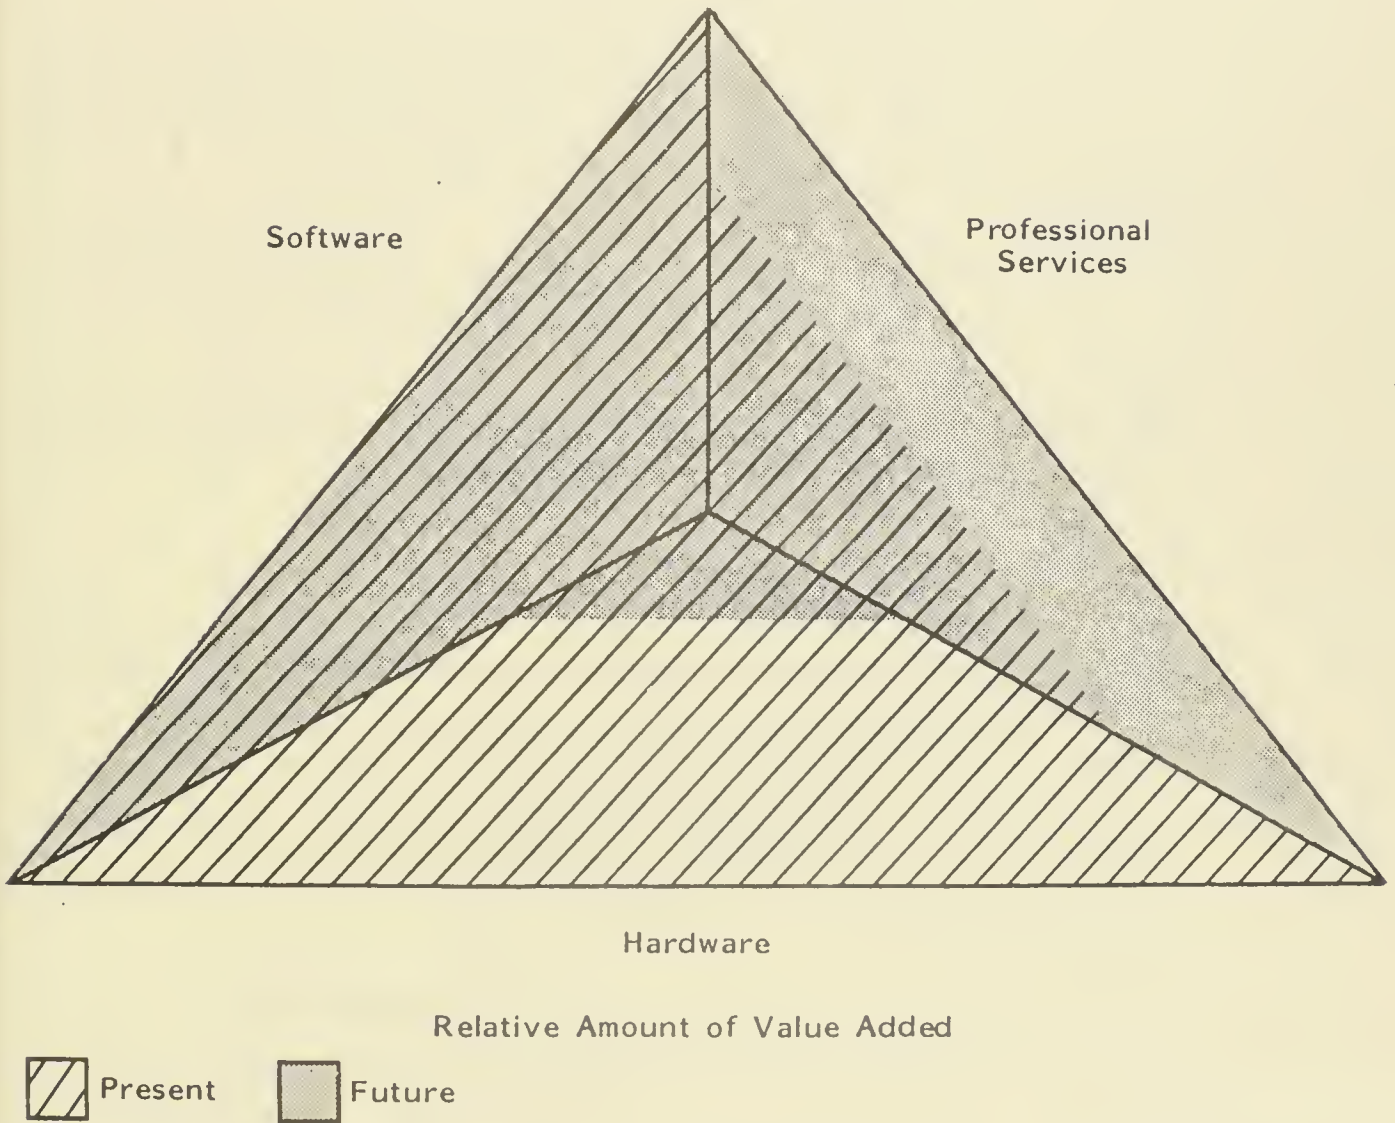 Software
Professional
Services
Hardware
Relative Amount of Value Added
Present
Future